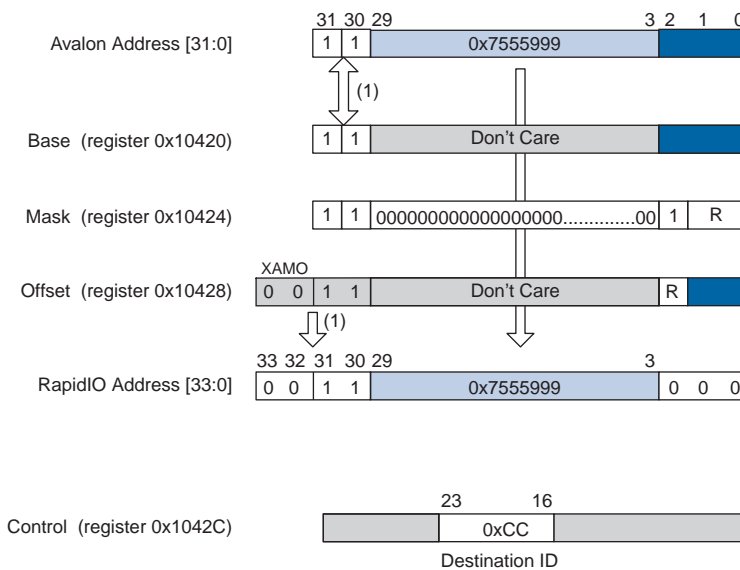 31 30 29 3 2 1 0
Avalon Address [31:0] 1 1 0x7555999
(1)
Base (register 0x10420) 1 1 Don't Care
Mask (register 0x10424) 1 1 000000000000000000..............00 1 R
XAMO
Offset (register 0x10428) 0 0 1 1 Don't Care R
(1)
33 32 31 30 29 3
RapidIO Address [33:0] 0 0 1 1 0x7555999 0 0 0
23 16
Control (register 0x1042C) 0xCC
Destination ID